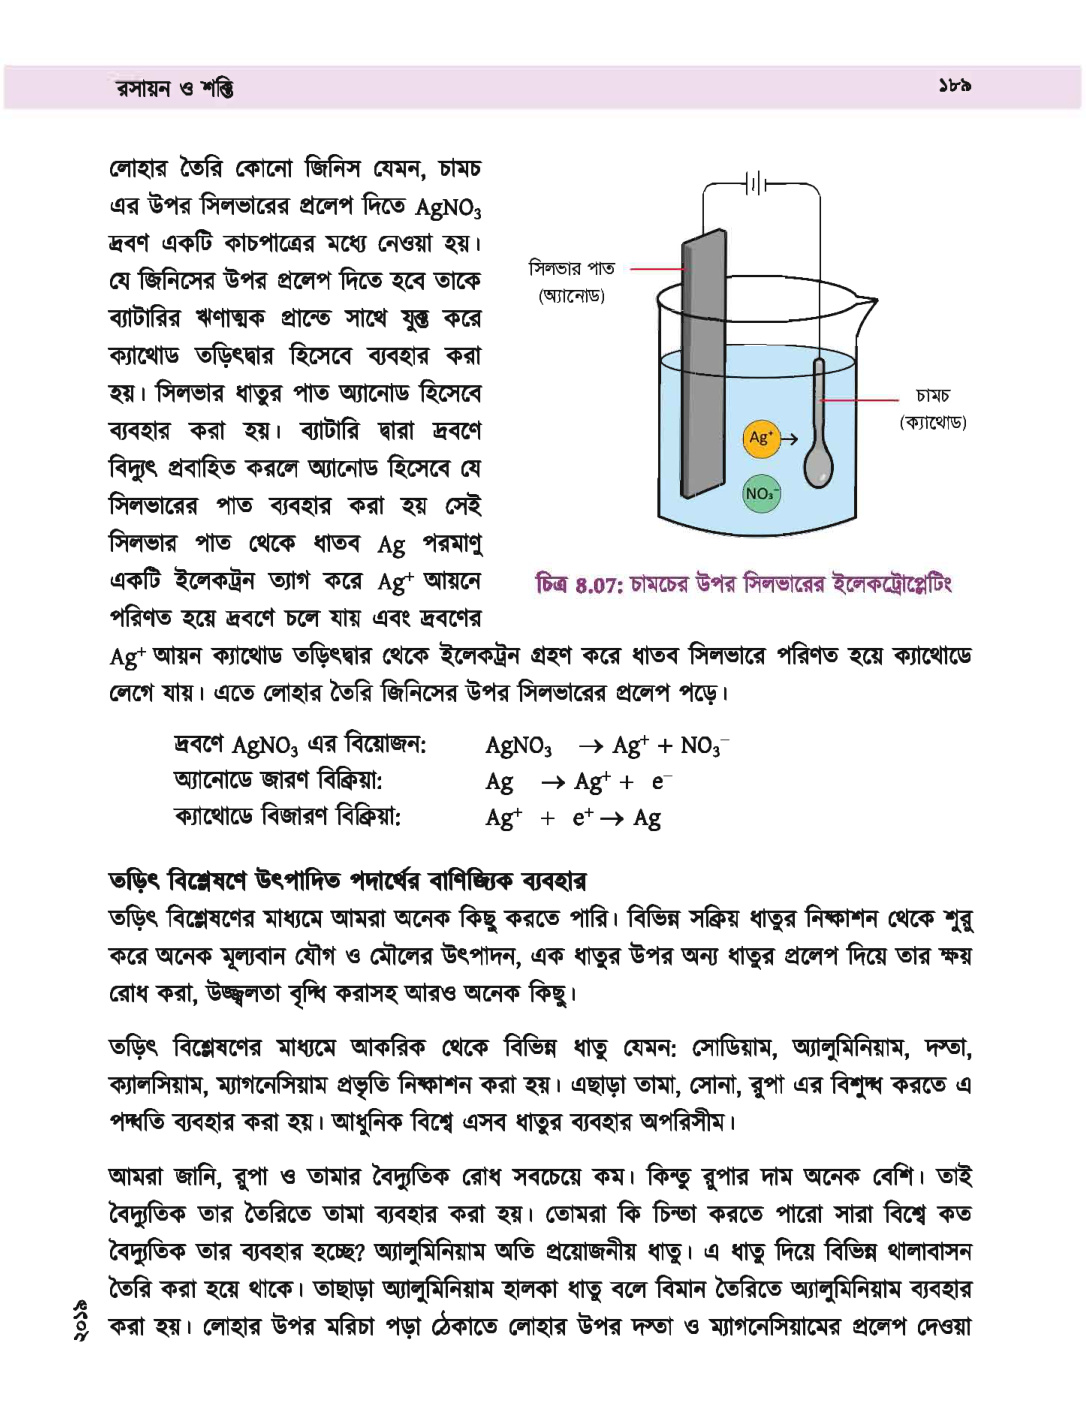 রসায়ন ও শক্তি
১৮৯
লোহার তৈরি কোনো জিনিস যেমন, চামচ
এর উপর সিলভারের প্রলেপ দিতে AgNO₃
দ্রবণ একটি কাচপাত্রের মধ্যে নেওয়া হয়।
যে জিনিসের উপর প্রলেপ দিতে হবে তাকে
ব্যাটারির ঋণাত্মক প্রান্তে সাথে যুক্ত করে
ক্যাথোড তড়িৎদ্বার হিসেবে ব্যবহার করা
হয়। সিলভার ধাতুর পাত অ্যানোড হিসেবে
ব্যবহার করা হয়। ব্যাটারি দ্বারা দ্রবণে
বিদ্যুৎ প্রবাহিত করলে অ্যানোড হিসেবে যে
সিলভারের পাত ব্যবহার করা হয় সেই
সিলভার পাত থেকে ধাতব Ag পরমাণু
একটি ইলেকট্রন ত্যাগ করে Ag⁺ আয়নে
পরিণত হয়ে দ্রবণে চলে যায় এবং দ্রবণের
সিলভার পাত
(অ্যানোড)
চামচ
(ক্যাথোড)
Ag⁺
NO₃⁻
চিত্র 8.07: চামচের উপর সিলভারের ইলেকট্রোপ্লেটিং
Ag⁺ আয়ন ক্যাথোড তড়িৎদ্বার থেকে ইলেকট্রন গ্রহণ করে ধাতব সিলভারে পরিণত হয়ে ক্যাথোডে
লেগে যায়। এতে লোহার তৈরি জিনিসের উপর সিলভারের প্রলেপ পড়ে।
দ্রবণে AgNO₃ এর বিয়োজন: AgNO₃ → Ag⁺ + NO₃⁻
অ্যানোডে জারণ বিক্রিয়া: Ag → Ag⁺ + e⁻
ক্যাথোডে বিজারণ বিক্রিয়া: Ag⁺ + e⁺ → Ag
তড়িৎ বিশ্লেষণে উৎপাদিত পদার্থের বাণিজ্যিক ব্যবহার
তড়িৎ বিশ্লেষণের মাধ্যমে আমরা অনেক কিছু করতে পারি। বিভিন্ন সক্রিয় ধাতুর নিষ্কাশন থেকে শুরু
করে অনেক মূল্যবান যৌগ ও মৌলের উৎপাদন, এক ধাতুর উপর অন্য ধাতুর প্রলেপ দিয়ে তার ক্ষয়
রোধ করা, উজ্জ্বলতা বৃদ্ধি করাসহ আরও অনেক কিছু।
তড়িৎ বিশ্লেষণের মাধ্যমে আকরিক থেকে বিভিন্ন ধাতু যেমন: সোডিয়াম, অ্যালুমিনিয়াম, দস্তা,
ক্যালসিয়াম, ম্যাগনেসিয়াম প্রভৃতি নিষ্কাশন করা হয়। এছাড়া তামা, সোনা, রুপা এর বিশুদ্ধ করতে এ
পদ্ধতি ব্যবহার করা হয়। আধুনিক বিশ্বে এসব ধাতুর ব্যবহার অপরিসীম।
আমরা জানি, রুপা ও তামার বৈদ্যুতিক রোধ সবচেয়ে কম। কিন্তু রুপার দাম অনেক বেশি। তাই
বৈদ্যুতিক তার তৈরিতে তামা ব্যবহার করা হয়। তোমরা কি চিন্তা করতে পারো সারা বিশ্বে কত
বৈদ্যুতিক তার ব্যবহার হচ্ছে? অ্যালুমিনিয়াম অতি প্রয়োজনীয় ধাতু। এ ধাতু দিয়ে বিভিন্ন থালাবাসন
তৈরি করা হয়ে থাকে। তাছাড়া অ্যালুমিনিয়াম হালকা ধাতু বলে বিমান তৈরিতে অ্যালুমিনিয়াম ব্যবহার
করা হয়। লোহার উপর মরিচা পড়া ঠেকাতে লোহার উপর দস্তা ও ম্যাগনেসিয়ামের প্রলেপ দেওয়া
২০১৯